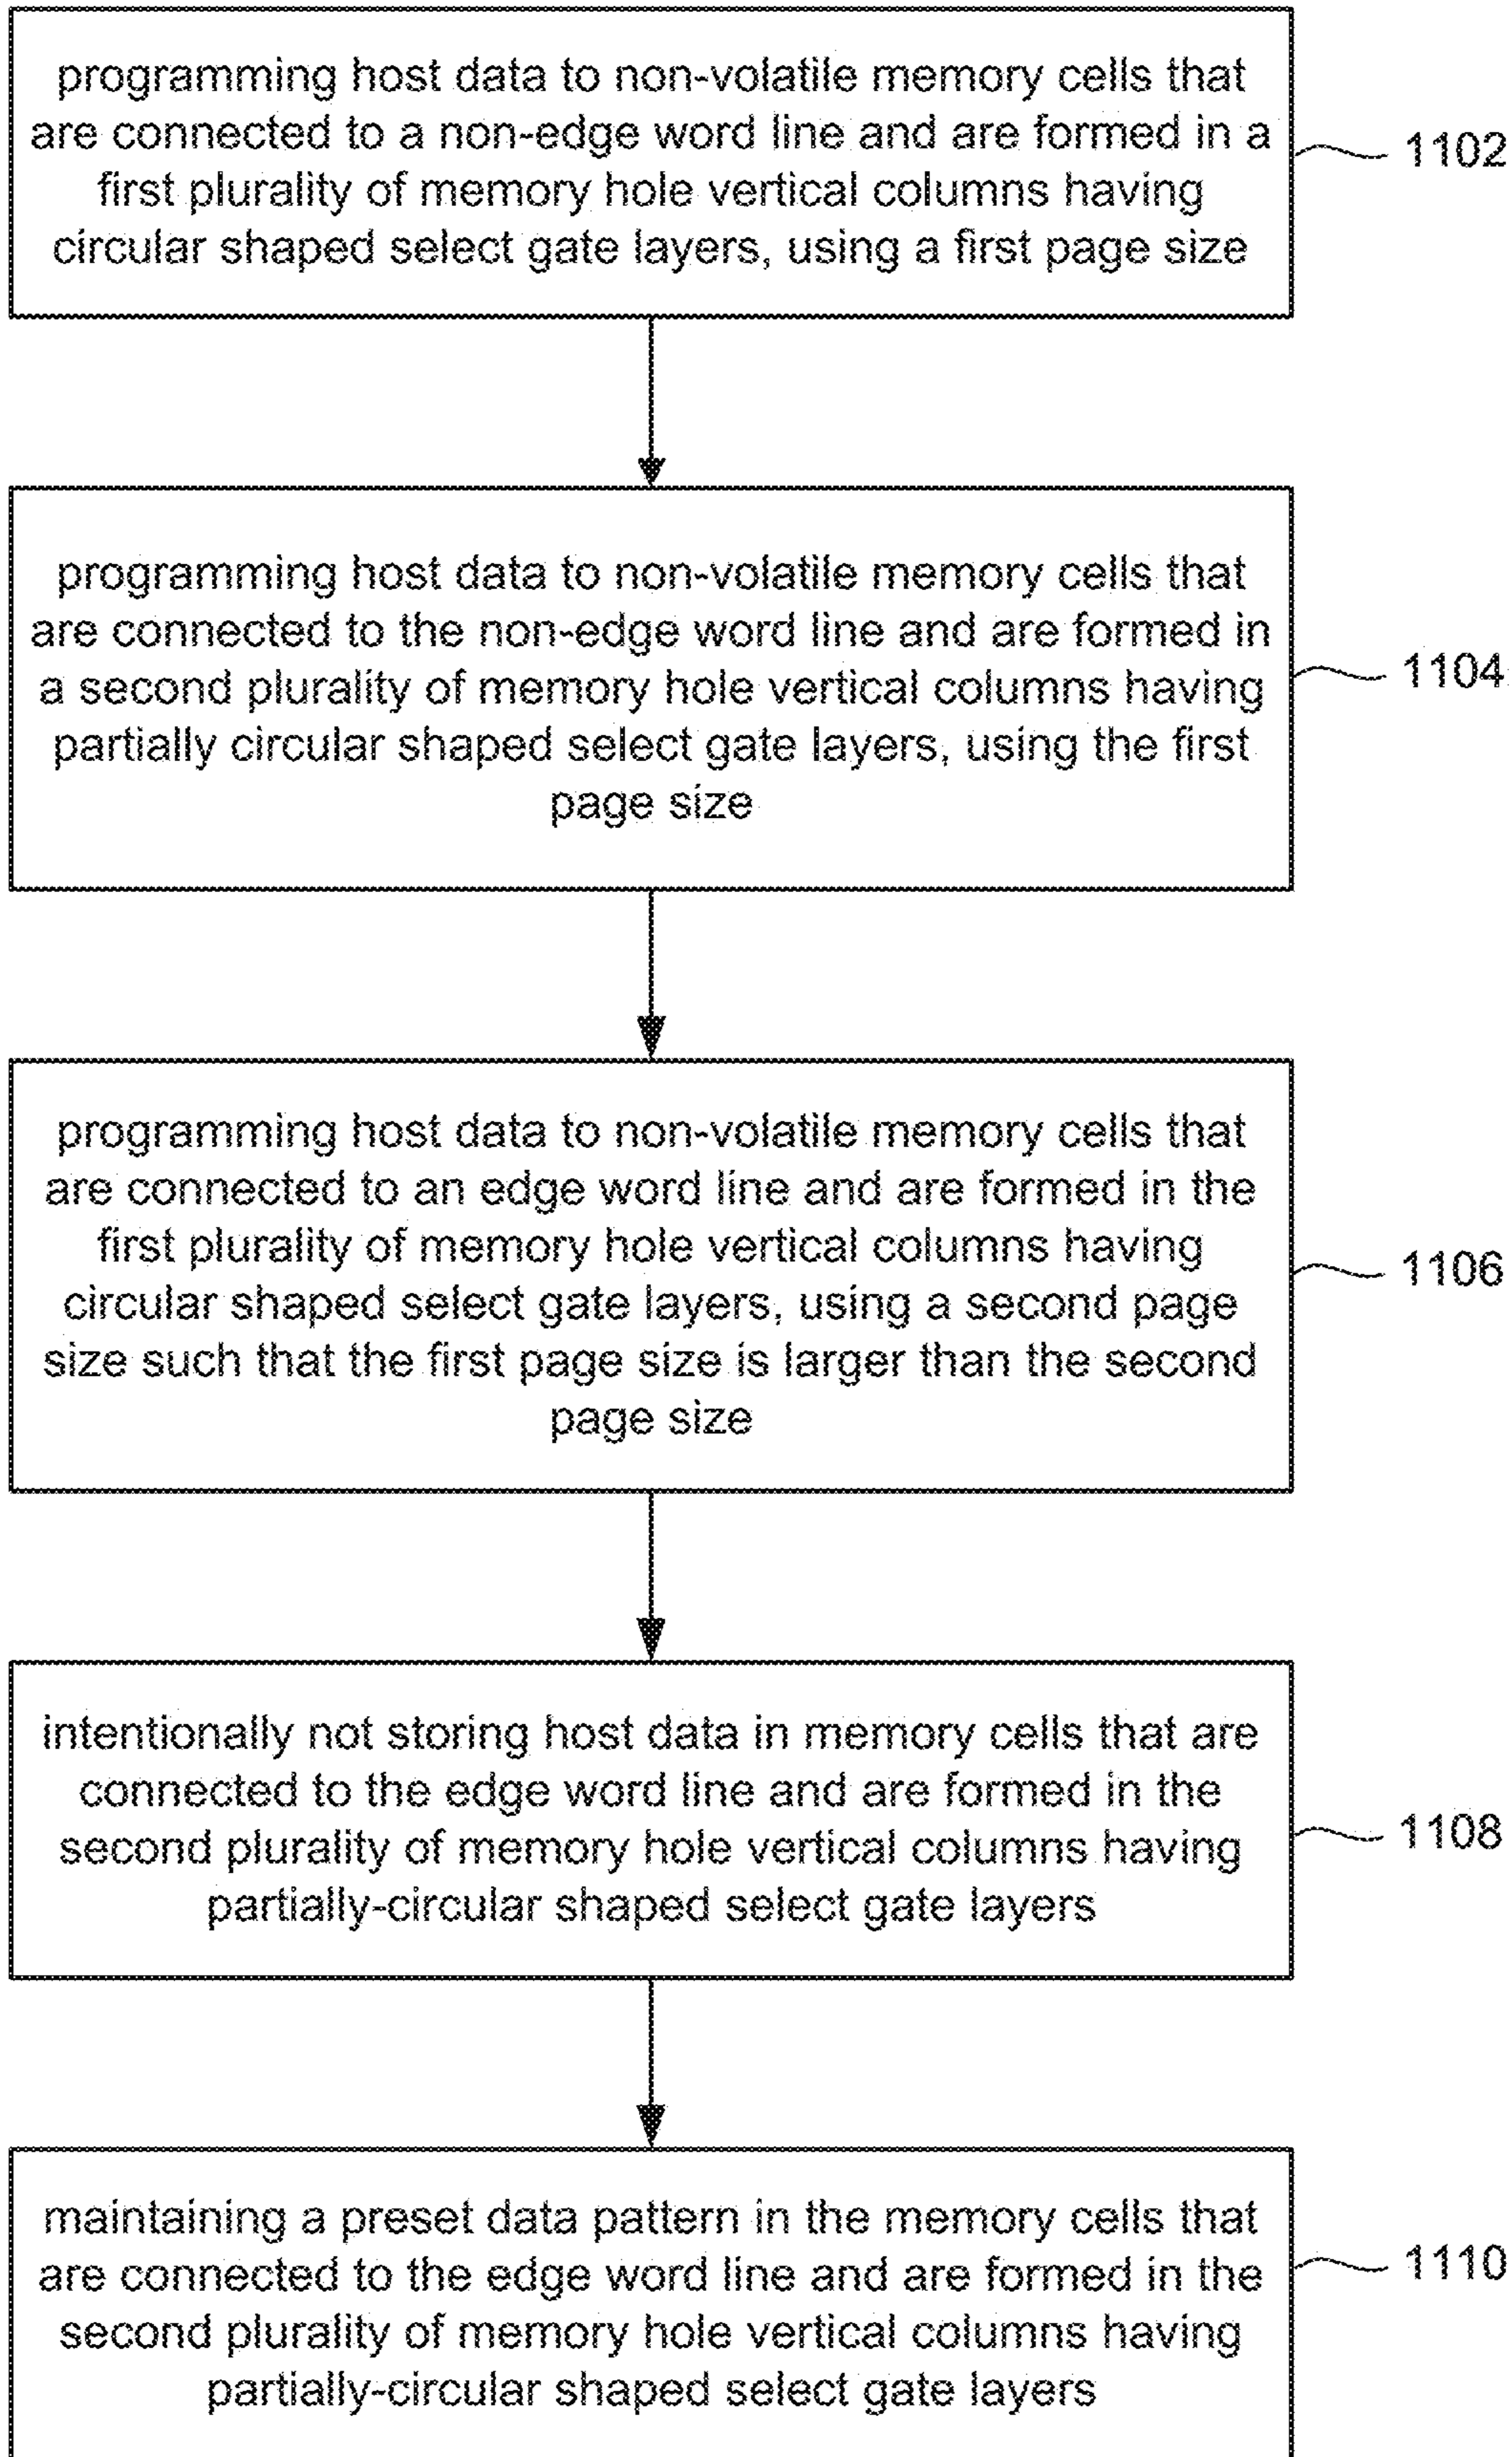 programming host data to non-volatile memory cells that
are connected to a non-edge word line and are formed in a
first plurality of memory hole vertical columns having
circular shaped select gate layers, using a first page size
1102
programming host data to non-volatile memory cells that
are connected to the non-edge word line and are formed in
a second plurality of memory hole vertical columns having
partially circular shaped select gate layers, using the first
page size
1104
programming host data to non-volatile memory cells that
are connected to an edge word line and are formed in the
first plurality of memory hole vertical columns having
circular shaped select gate layers, using a second page
size such that the first page size is larger than the second
page size
1106
intentionally not storing host data in memory cells that are
connected to the edge word line and are formed in the
second plurality of memory hole vertical columns having
partially-circular shaped select gate layers
1108
maintaining a preset data pattern in the memory cells that
are connected to the edge word line and are formed in the
second plurality of memory hole vertical columns having
partially-circular shaped select gate layers
1110